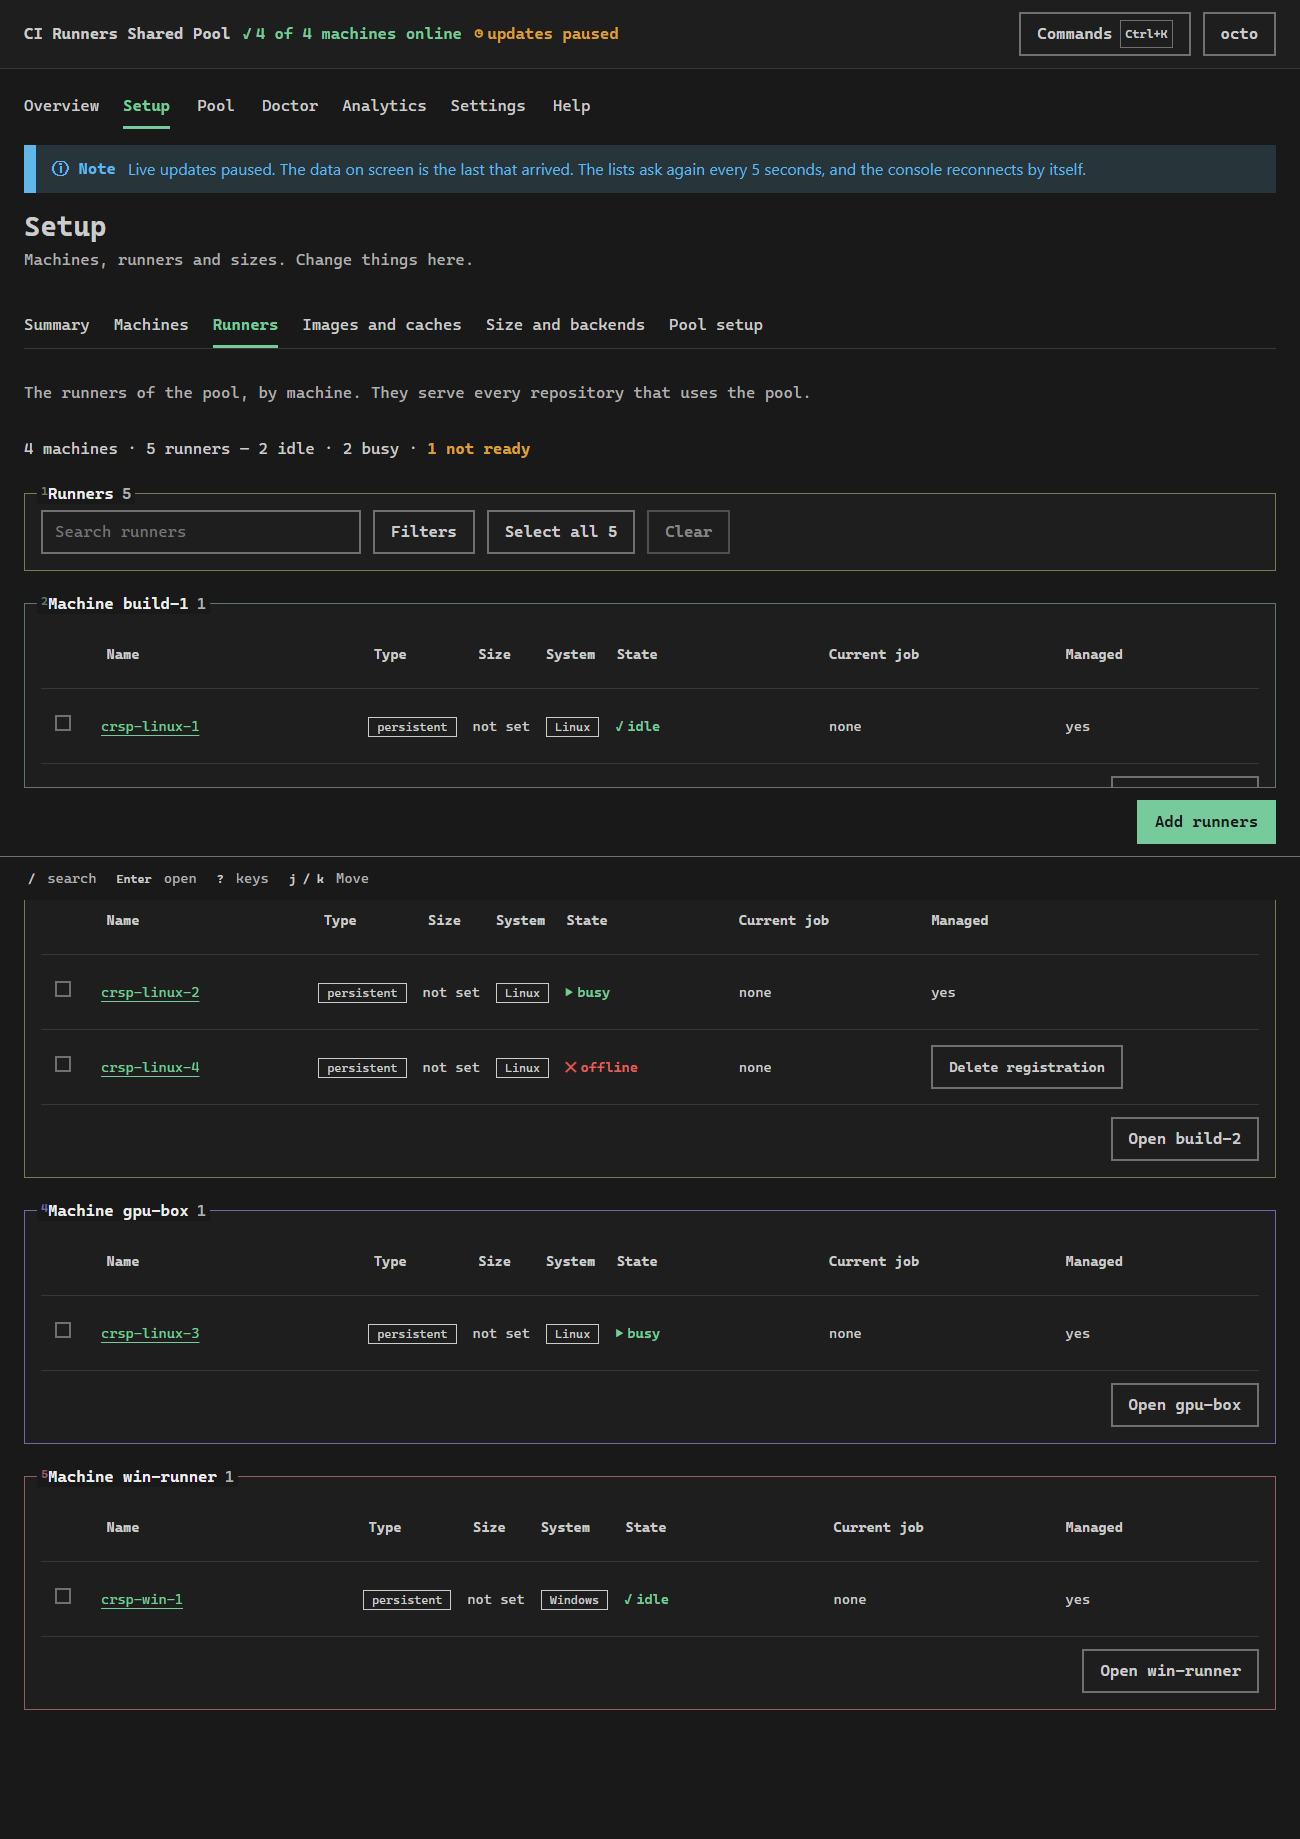 CI Runners Shared Pool ✓ 4 of 4 machines online updates paused Commands Ctrl+K octo
Overview Setup Pool Doctor Analytics Settings Help
Note Live updates paused. The data on screen is the last that arrived. The lists ask again every 5 seconds, and the console reconnects by itself.
Setup
Machines, runners and sizes. Change things here.
Summary Machines Runners Images and caches Size and backends Pool setup
The runners of the pool, by machine. They serve every repository that uses the pool.
4 machines · 5 runners — 2 idle · 2 busy · 1 not ready
1 Runners 5
Search runners Filters Select all 5 Clear
2 Machine build-1 1
Name Type Size System State Current job Managed
crsp-linux-1 persistent not set Linux ✓ idle none yes
Add runners
/ search Enter open ? keys j / k Move
Name Type Size System State Current job Managed
crsp-linux-2 persistent not set Linux busy none yes
crsp-linux-4 persistent not set Linux ✕ offline none Delete registration
Open build-2
4 Machine gpu-box 1
Name Type Size System State Current job Managed
crsp-linux-3 persistent not set Linux busy none yes
Open gpu-box
5 Machine win-runner 1
Name Type Size System State Current job Managed
crsp-win-1 persistent not set Windows ✓ idle none yes
Open win-runner